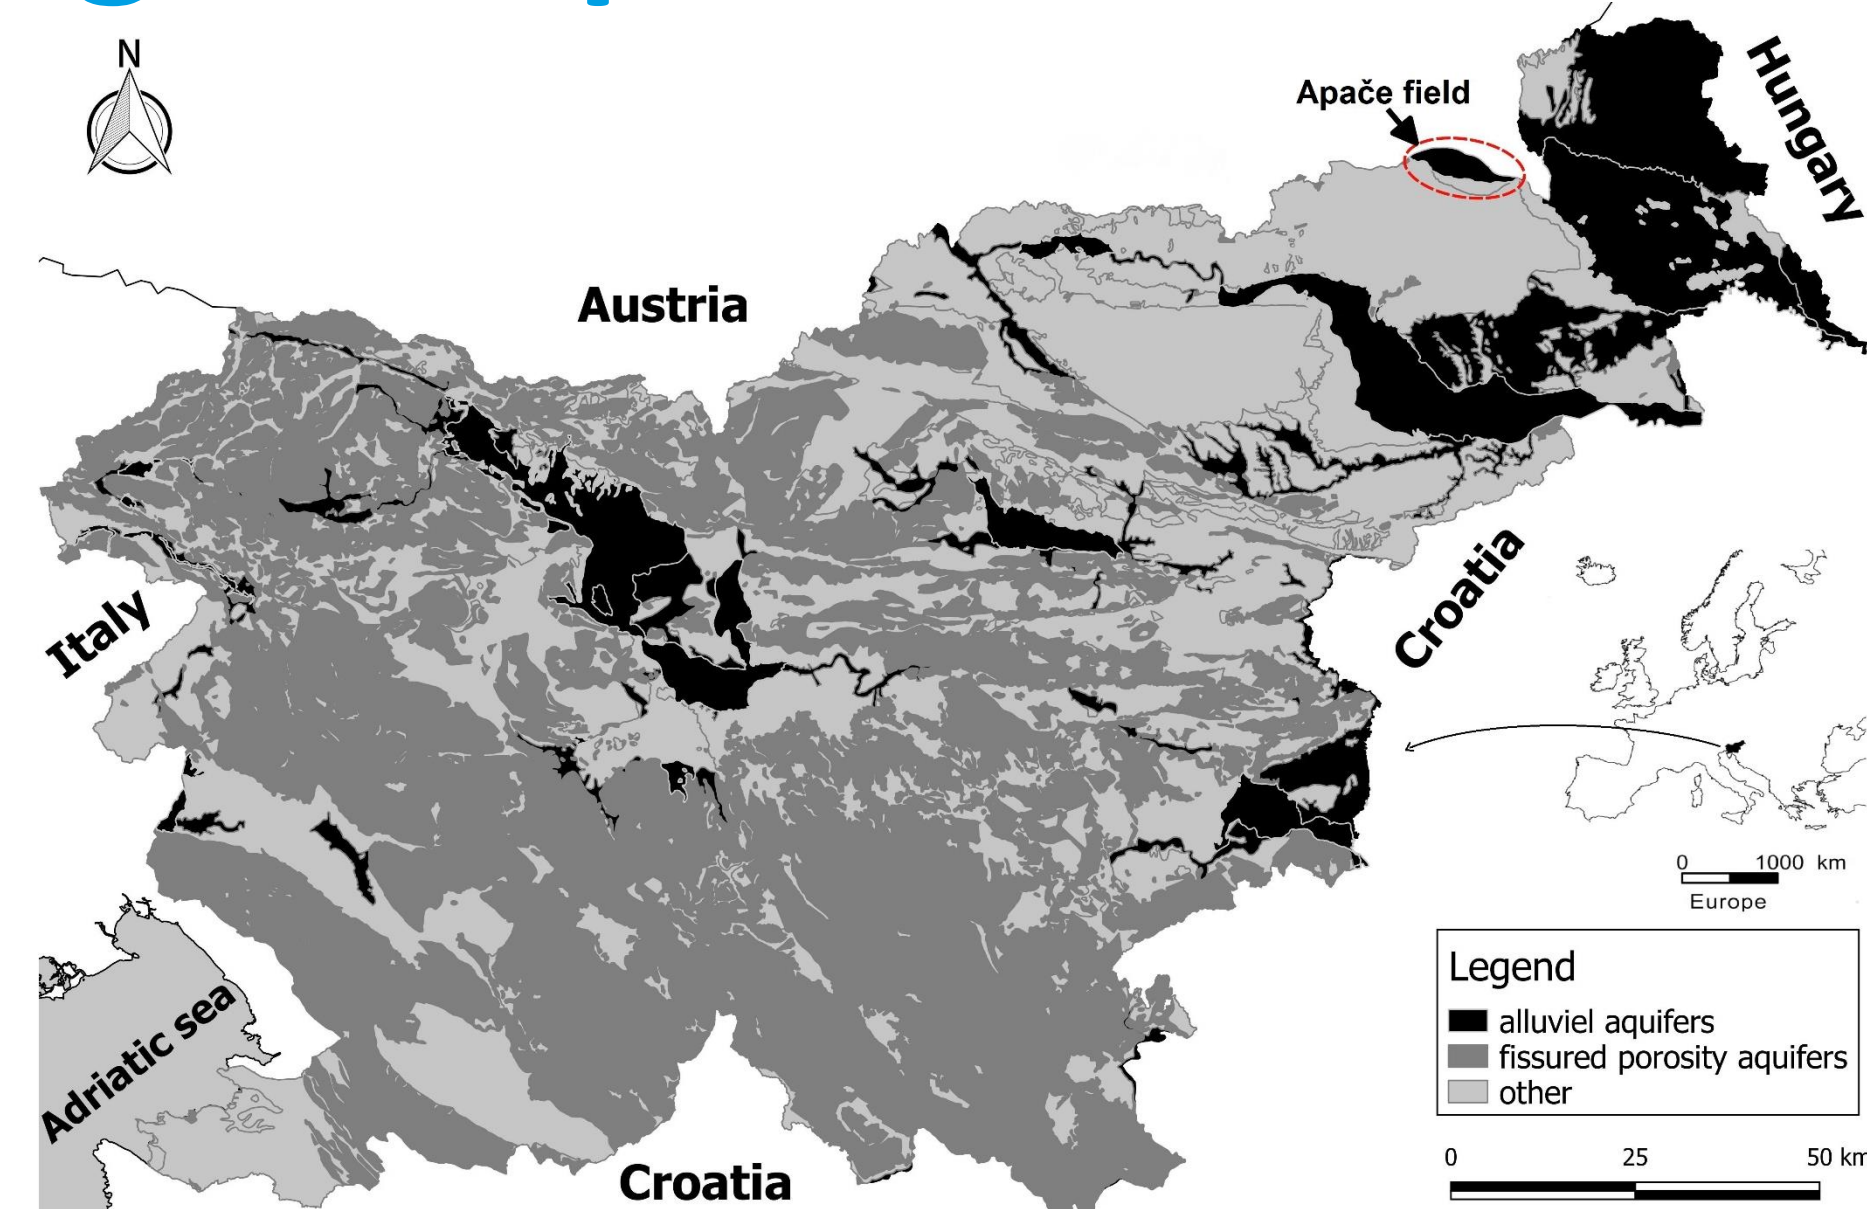 N
Apače field
Hungary
Austria
Italy
Croatia
0 1000 km
Europe
Legend
alluviel aquifers
fissured porosity aquifers
other
Adriatic sea
0 25 50 km
Croatia